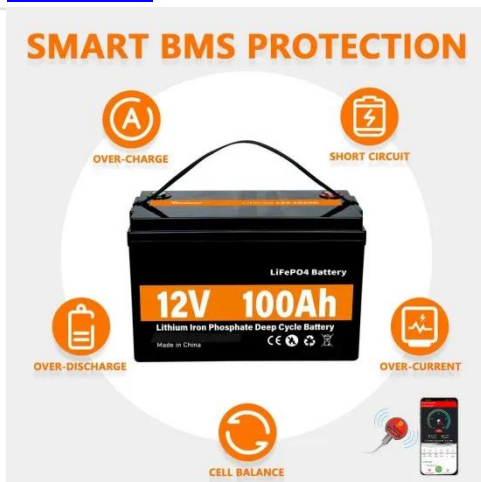 SMART BMS PROTECTION
OVER-CHARGE
SHORT CIRCUIT
LiFePO4 Battery
12V 100Ah
Lithium Iron Phosphate Deep Cycle Battery
Made in China
CE
OVER-DISCHARGE
OVER-CURRENT
CELL BALANCE